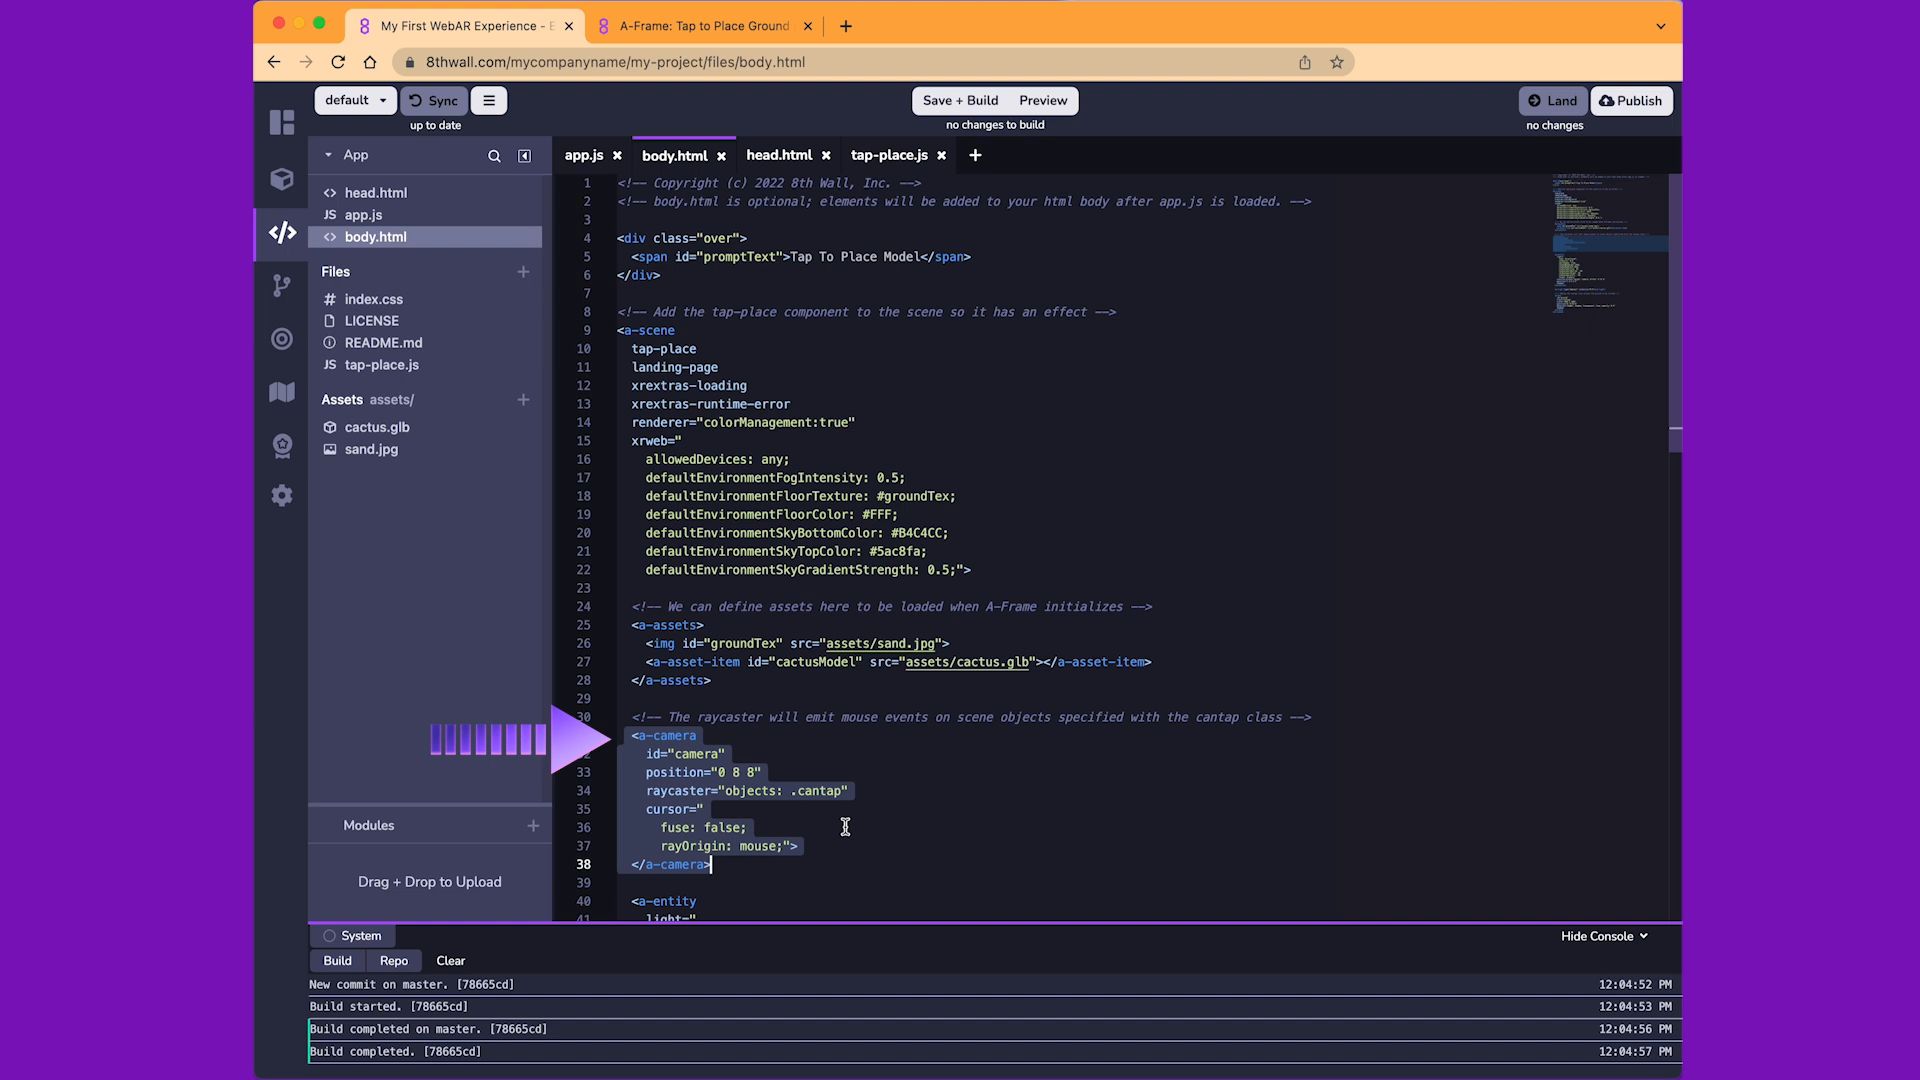 My First WebAR Experience - E
A-Frame: Tap to Place Ground
8thwall.com/mycompanyname/my-project/files/body.html
default
Sync
up to date
Save + Build
Preview
no changes to build
Land
Publish
no changes
App
head.html
JS app.js
body.html
Files
# index.css
LICENSE
README.md
JS tap-place.js
Assets assets/
cactus.glb
sand.jpg
Modules
Drag + Drop to Upload
app.js
body.html
head.html
tap-place.js
1 <!-- Copyright (c) 2022 8th Wall, Inc. -->
2 <!-- body.html is optional; elements will be added to your html body after app.js is loaded. -->
3
4 <div class="over">
5 <span id="promptText">Tap To Place Model</span>
6 </div>
7
8 <!-- Add the tap-place component to the scene so it has an effect -->
9 <a-scene
10 tap-place
11 landing-page
12 xrextras-loading
13 xrextras-runtime-error
14 renderer="colorManagement:true"
15 xrweb="
16 allowedDevices: any;
17 defaultEnvironmentFogIntensity: 0.5;
18 defaultEnvironmentFloorTexture: #groundTex;
19 defaultEnvironmentFloorColor: #FFF;
20 defaultEnvironmentSkyBottomColor: #B4C4CC;
21 defaultEnvironmentSkyTopColor: #5ac8fa;
22 defaultEnvironmentSkyGradientStrength: 0.5;">
23
24 <!-- We can define assets here to be loaded when A-Frame initializes -->
25 <a-assets>
26 <img id="groundTex" src="assets/sand.jpg">
27 <a-asset-item id="cactusModel" src="assets/cactus.glb"></a-asset-item>
28 </a-assets>
29
30 <!-- The raycaster will emit mouse events on scene objects specified with the cantap class -->
<a-camera
32 id="camera"
33 position="0 8 8"
34 raycaster="objects: .cantap"
35 cursor="
36 fuse: false;
37 rayOrigin: mouse;">
38 </a-camera>
39
40 <a-entity
41 light="
System
Hide Console
Build
Repo
Clear
New commit on master. [78665cd] 12:04:52 PM
Build started. [78665cd] 12:04:53 PM
Build completed on master. [78665cd] 12:04:56 PM
Build completed. [78665cd] 12:04:57 PM